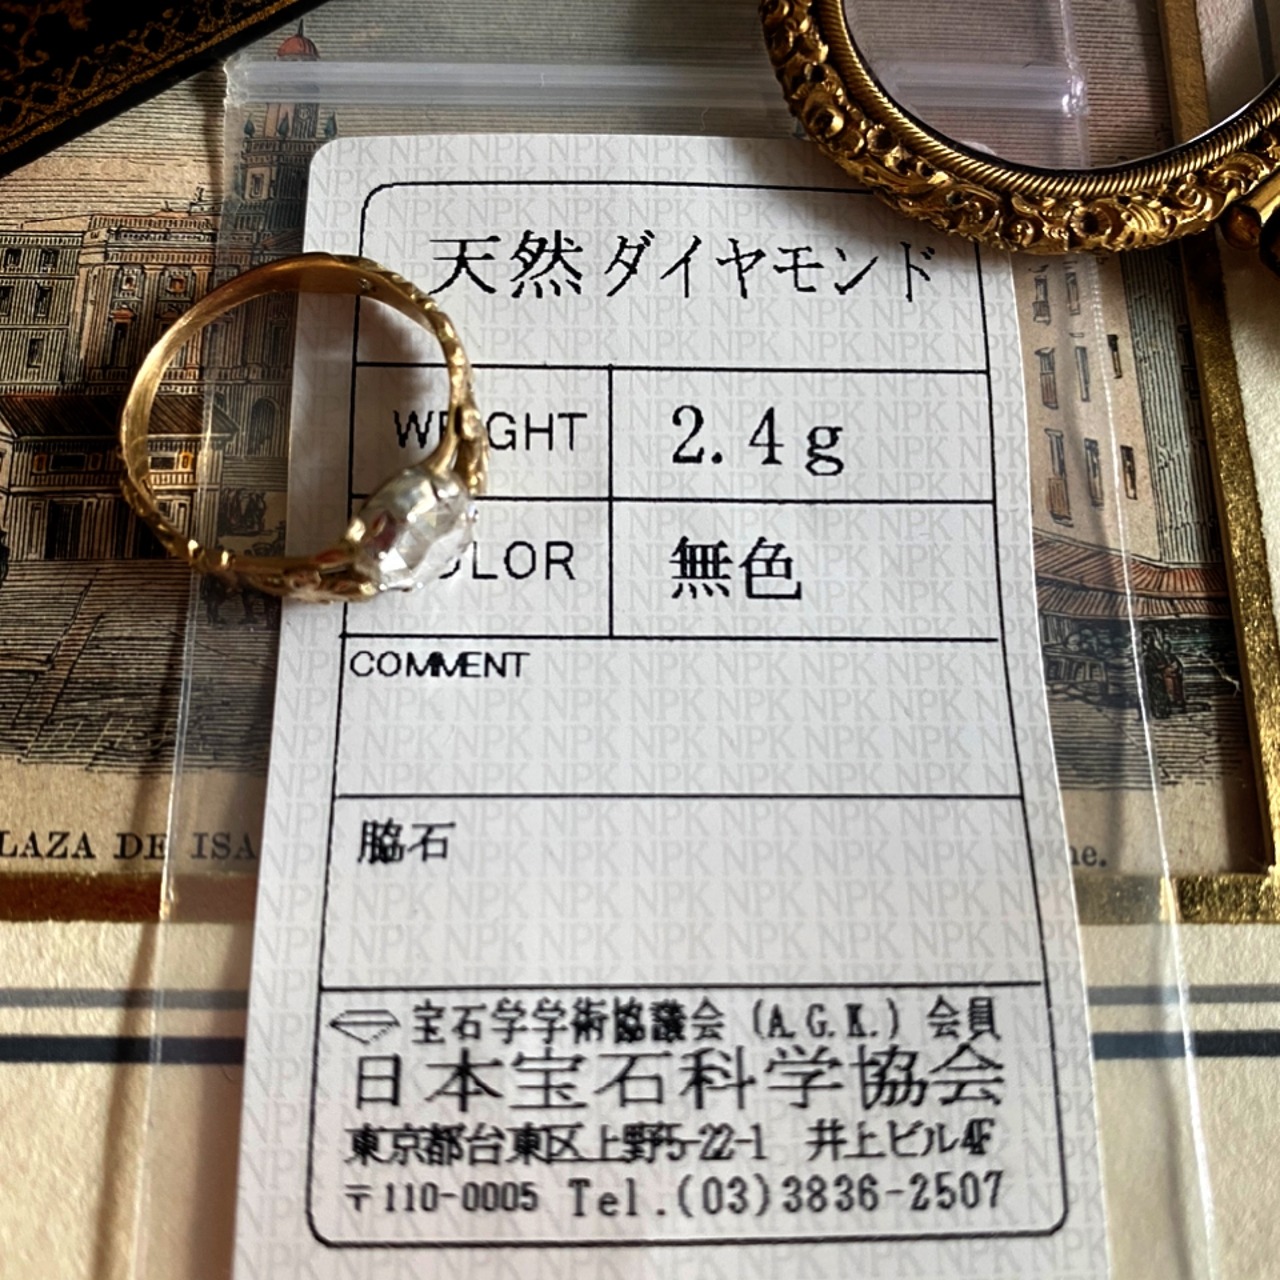 天然ダイヤモンド
WEIGHT 2.4g
COLOR 無色
COMMENT
脇石
宝石学学術協議会 (A.G.K.) 会員
日本宝石科学協会
東京都台東区上野5-22-1 井上ビル4F
〒110-0005 Tel.(03)3836-2507
LAZA DE ISA
ne.